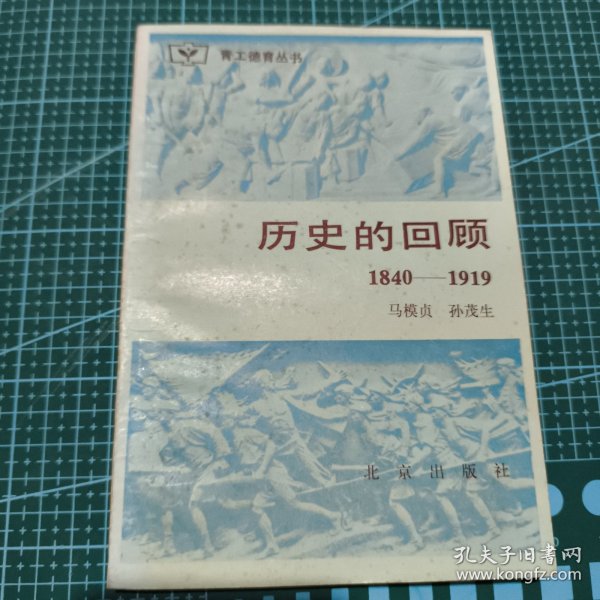 青工德育丛书
历史的回顾
1840——1919
马模贞 孙茂生
北京出版社
孔夫子旧书网
www.kongfz.com